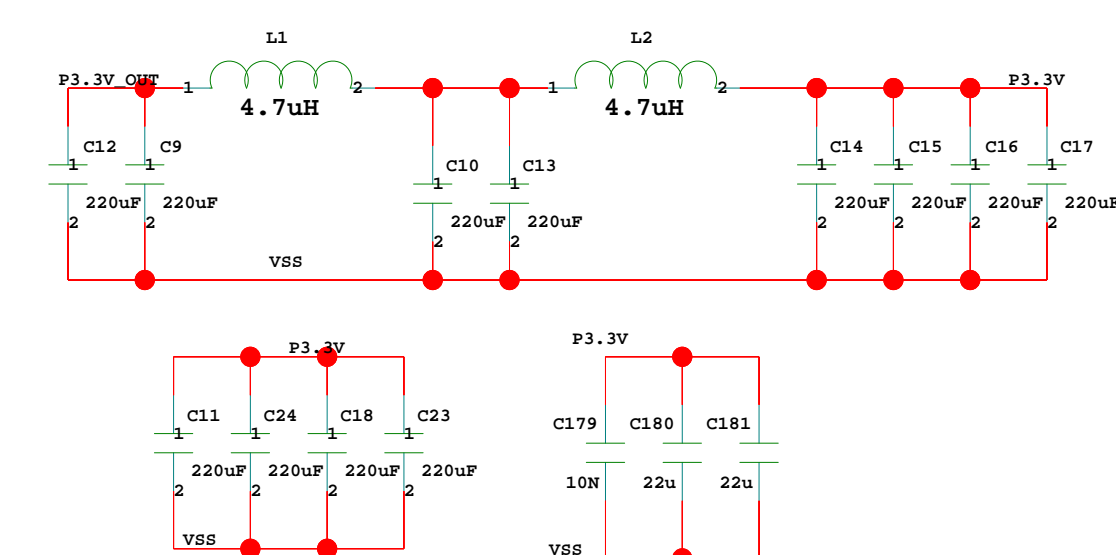 L1 L2
P3.3V_OUT 1 2 1 2 P3.3V
4.7uH 4.7uH
C12 C9 C14 C15 C16 C17
1 1 C10 C13 1 1 1 1
1 1
220uF 220uF 220uF 220uF 220uF 220uF
2 2 220uF 220uF 2 2 2 2
2 2
VSS
P3.3V P3.3V
C11 C24 C18 C23 C179 C180 C181
1 1 1 1
220uF 220uF 220uF 220uF 10N 22u 22u
2 2 2 2
VSS VSS